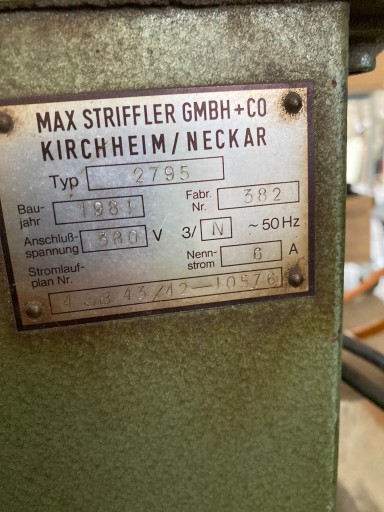 MAX STRIFFLER GMBH+CO
KIRCHHEIM/NECKAR
Typ 2795
Bau-
jahr 1981
Fabr.
Nr. 382
Anschluß-
spannung 380 V 3/ N ~ 50 Hz
Nenn-
strom 6 A
Stromlauf-
plan Nr.